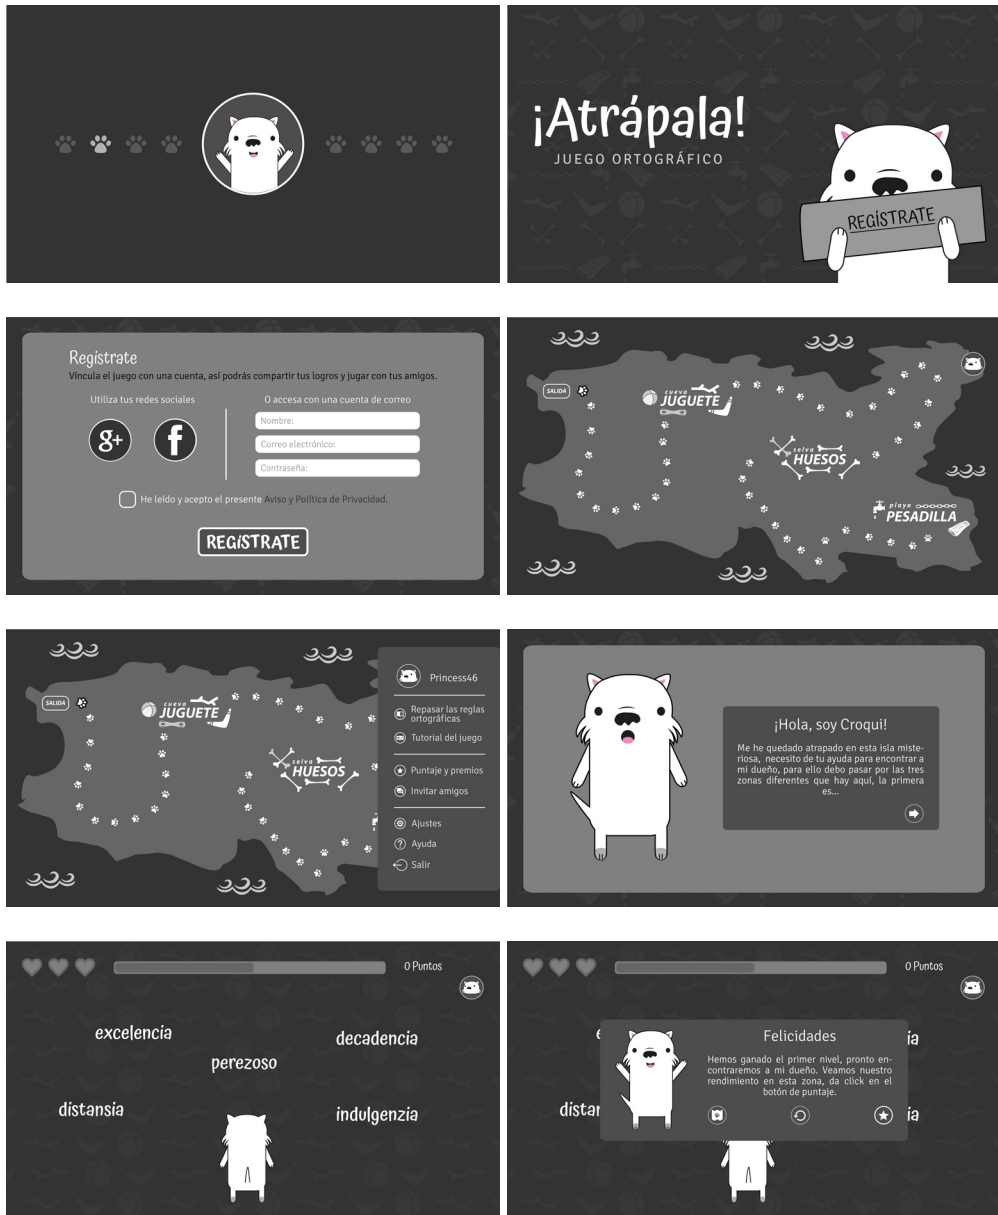 ¡Atrápala!
JUEGO ORTOGRÁFICO
REGÍSTRATE
Regístrate
Víncula el juego con una cuenta, así podrás compartir tus logros y jugar con tus amigos.
Utiliza tus redes sociales
O accesa con una cuenta de correo
g+
f
Nombre:
Correo electrónico:
Contraseña:
He leído y acepto el presente Aviso y Política de Privacidad.
REGÍSTRATE
SALIDA
cueva
JUGUETE
selva
HUESOS
playa
PESADILLA
SALIDA
cueva
JUGUETE
selva
HUESOS
Princess46
Repasar las reglas
ortográficas
Tutorial del juego
Puntaje y premios
Invitar amigos
Ajustes
? Ayuda
Salir
¡Hola, soy Croqui!
Me he quedado atrapado en esta isla miste-
riosa, necesito de tu ayuda para encontrar a
mi dueño, para ello debo pasar por las tres
zonas diferentes que hay aquí, la primera
es...
0 Puntos
excelencia
decadencia
perezoso
distansia
indulgenzia
0 Puntos
e
ia
Felicidades
Hemos ganado el primer nivel, pronto en-
contraremos a mi dueño. Veamos nuestro
rendimiento en esta zona, da click en el
botón de puntaje.
distar
ia